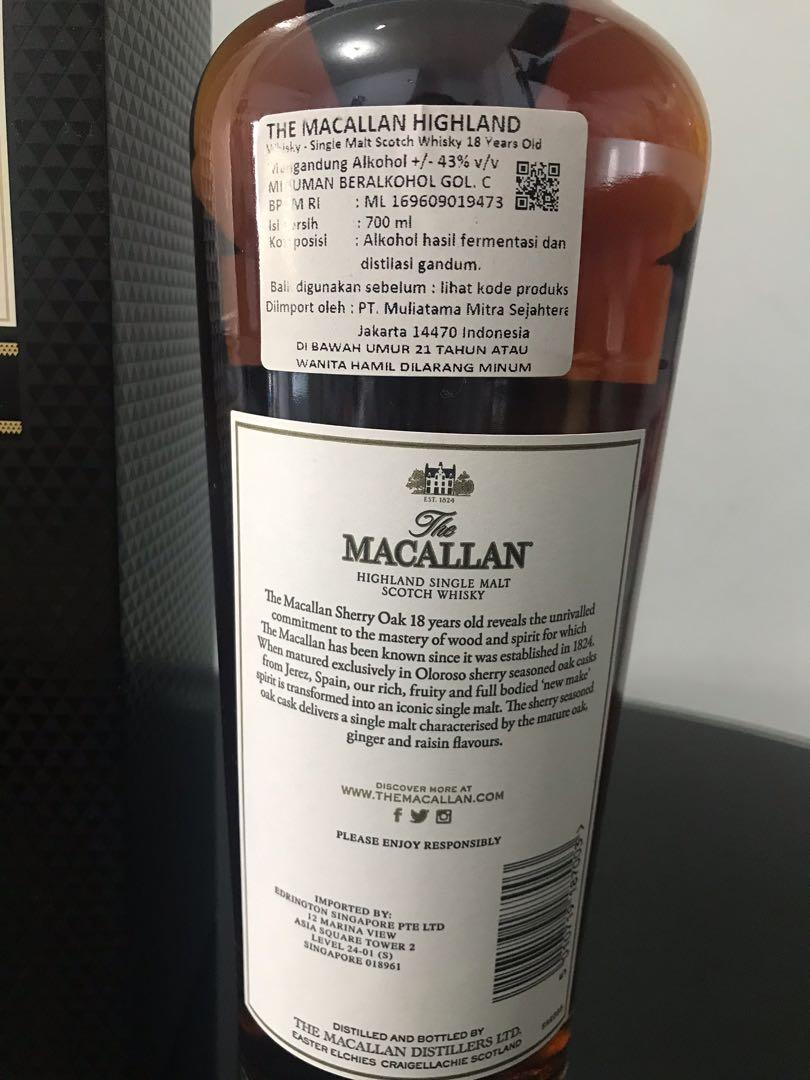 THE MACALLAN HIGHLAND
Whisky - Single Malt Scotch Whisky 18 Years Old
Mengandung Alkohol +/- 43% v/v
MI UMAN BERALKOHOL GOL. C
BP M RI : ML 169609019473
Isi ersih : 700 ml
Ko posisi : Alkohol hasil fermentasi dan
distilasi gandum.
Bai digunakan sebelum : lihat kode produks
Diimport oleh : PT. Muliatama Mitra Sejahtera
Jakarta 14470 Indonesia
DI BAWAH UMUR 21 TAHUN ATAU
WANITA HAMIL DILARANG MINUM
EST. 1824
The
MACALLAN™
HIGHLAND SINGLE MALT
SCOTCH WHISKY
The Macallan Sherry Oak 18 years old reveals the unrivalled
commitment to the mastery of wood and spirit for which
The Macallan has been known since it was established in 1824.
When matured exclusively in Oloroso sherry seasoned oak casks
from Jerez, Spain, our rich, fruity and full bodied 'new make'
spirit is transformed into an iconic single malt. The sherry seasoned
oak cask delivers a single malt characterised by the mature oak,
ginger and raisin flavours.
DISCOVER MORE AT
WWW.THEMACALLAN.COM
PLEASE ENJOY RESPONSIBLY
IMPORTED BY:
EDRINGTON SINGAPORE PTE LTD
12 MARINA VIEW
ASIA SQUARE TOWER 2
LEVEL 24-01 (S)
SINGAPORE 018961
DISTILLED AND BOTTLED BY
THE MACALLAN DISTILLERS LTD.
EASTER ELCHIES CRAIGELLACHIE SCOTLAND